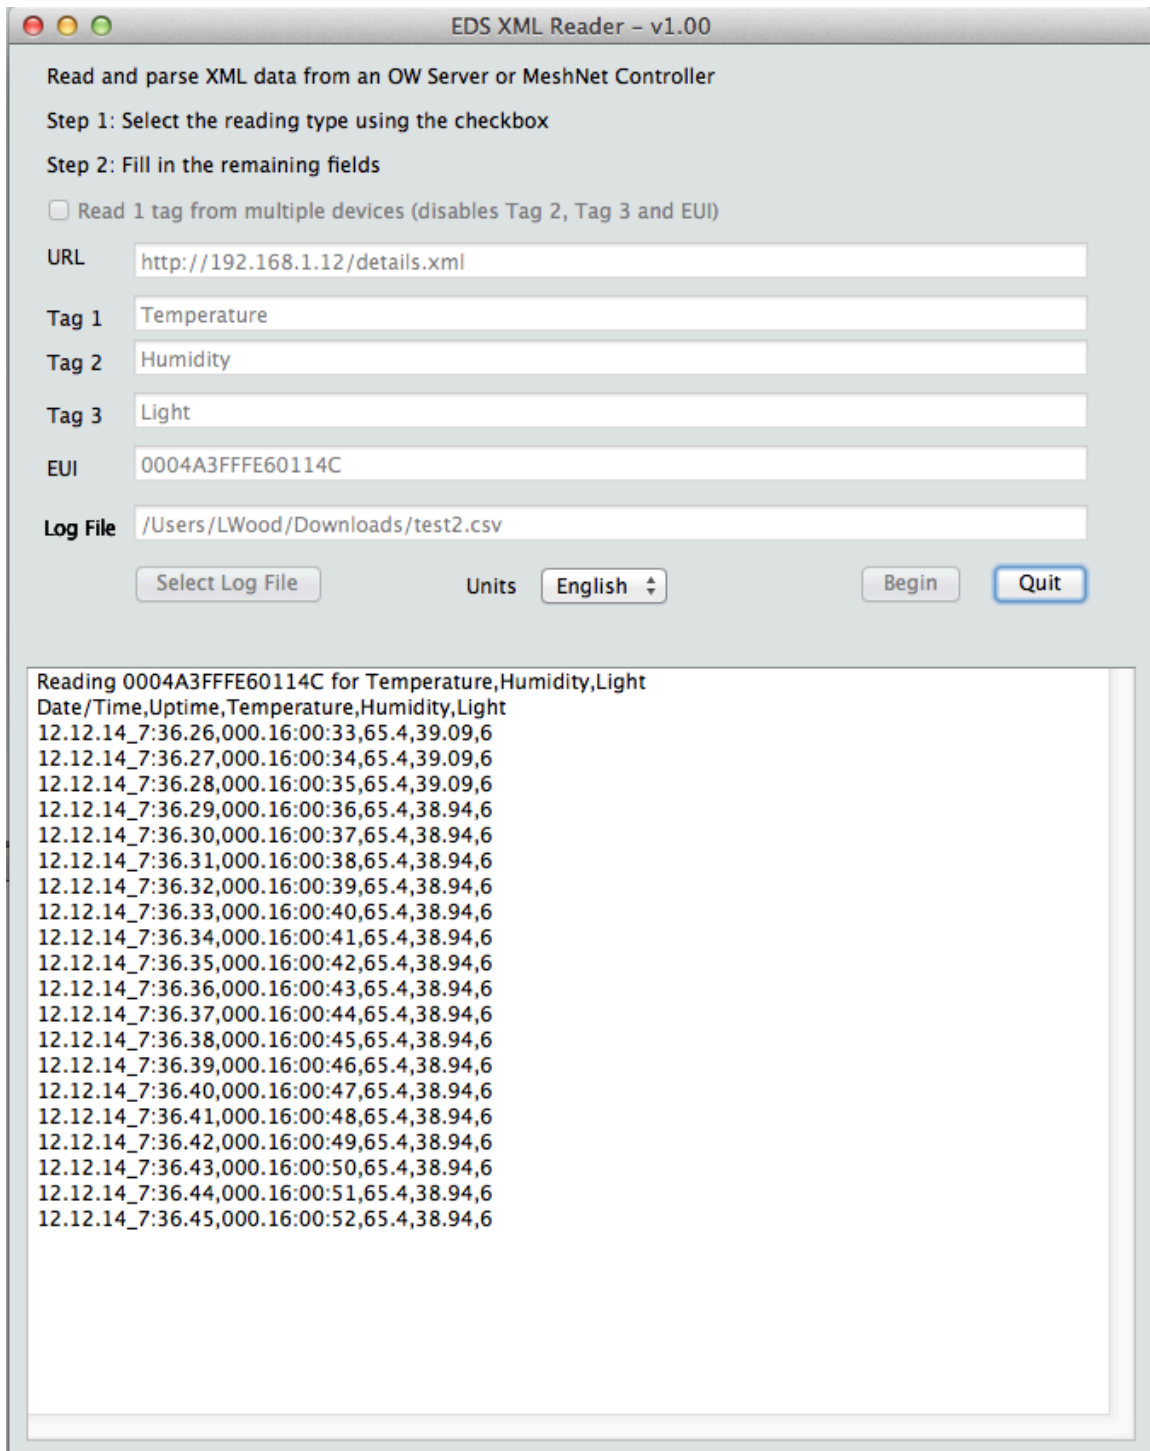 EDS XML Reader - v1.00
Read and parse XML data from an OW Server or MeshNet Controller
Step 1: Select the reading type using the checkbox
Step 2: Fill in the remaining fields
Read 1 tag from multiple devices (disables Tag 2, Tag 3 and EUI)
URL http://192.168.1.12/details.xml
Tag 1 Temperature
Tag 2 Humidity
Tag 3 Light
EUI 0004A3FFFE60114C
Log File /Users/LWood/Downloads/test2.csv
Select Log File Units English Begin Quit
Reading 0004A3FFFE60114C for Temperature,Humidity,Light
Date/Time,Uptime,Temperature,Humidity,Light
12.12.14_7:36.26,000.16:00:33,65.4,39.09,6
12.12.14_7:36.27,000.16:00:34,65.4,39.09,6
12.12.14_7:36.28,000.16:00:35,65.4,39.09,6
12.12.14_7:36.29,000.16:00:36,65.4,38.94,6
12.12.14_7:36.30,000.16:00:37,65.4,38.94,6
12.12.14_7:36.31,000.16:00:38,65.4,38.94,6
12.12.14_7:36.32,000.16:00:39,65.4,38.94,6
12.12.14_7:36.33,000.16:00:40,65.4,38.94,6
12.12.14_7:36.34,000.16:00:41,65.4,38.94,6
12.12.14_7:36.35,000.16:00:42,65.4,38.94,6
12.12.14_7:36.36,000.16:00:43,65.4,38.94,6
12.12.14_7:36.37,000.16:00:44,65.4,38.94,6
12.12.14_7:36.38,000.16:00:45,65.4,38.94,6
12.12.14_7:36.39,000.16:00:46,65.4,38.94,6
12.12.14_7:36.40,000.16:00:47,65.4,38.94,6
12.12.14_7:36.41,000.16:00:48,65.4,38.94,6
12.12.14_7:36.42,000.16:00:49,65.4,38.94,6
12.12.14_7:36.43,000.16:00:50,65.4,38.94,6
12.12.14_7:36.44,000.16:00:51,65.4,38.94,6
12.12.14_7:36.45,000.16:00:52,65.4,38.94,6